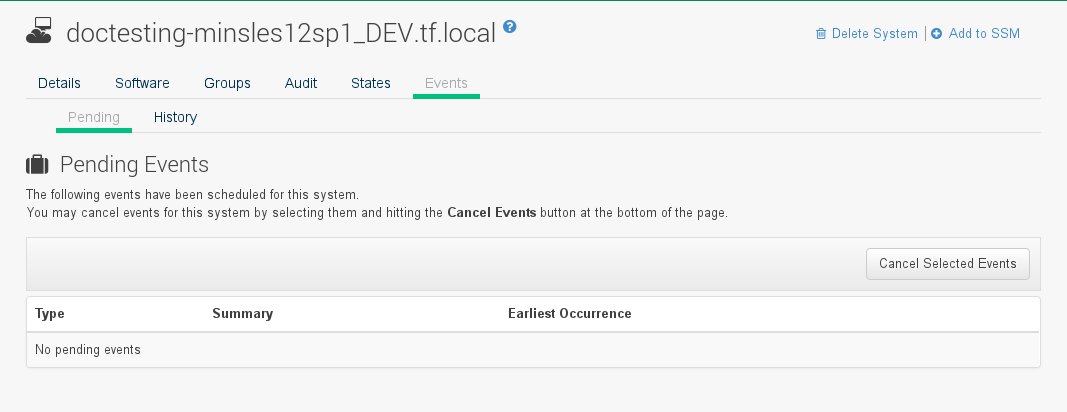 doctesting-minsles12sp1_DEV.tf.local ?
Delete System | Add to SSM
Details Software Groups Audit States Events
Pending History
Pending Events
The following events have been scheduled for this system.
You may cancel events for this system by selecting them and hitting the Cancel Events button at the bottom of the page.
Cancel Selected Events
Type Summary Earliest Occurrence
No pending events